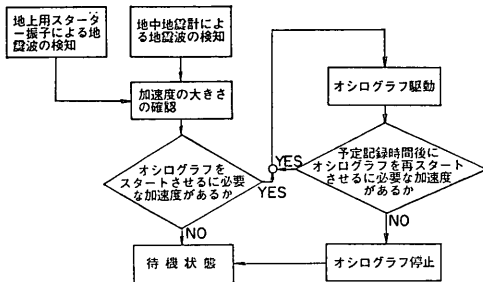 地上用スタータ
ー振子による地
震波の検知
地中地震計によ
る地震波の検知
加速度の大きさ
の確認
オシログラフを
スタートさせるに必要
な加速度があるか
YES
NO
待機状態
オシログラフ駆動
予定記録時間後に
オシログラフを再スタート
させるに必要な加速度
があるか
YES
NO
オシログラフ停止